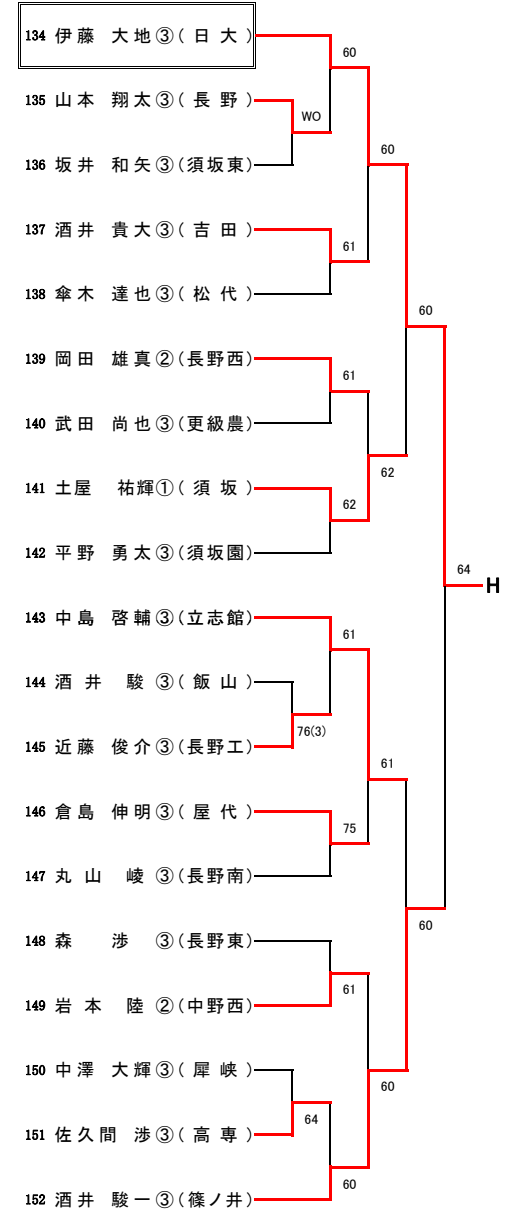 134 伊藤 大地③(日大)
60
135 山本 翔太③(長野)
WO
60
136 坂井 和矢③(須坂東)
137 酒井 貴大③(吉田)
61
138 傘木 達也③(松代)
60
139 岡田 雄真②(長野西)
61
140 武田 尚也③(更級農)
62
141 土屋 祐輝①(須坂)
62
142 平野 勇太③(須坂園)
64
H
143 中島 啓輔③(立志館)
61
144 酒井 駿③(飯山)
76(3)
145 近藤 俊介③(長野工)
61
146 倉島 伸明③(屋代)
75
147 丸山 崚③(長野南)
60
148 森 渉③(長野東)
61
149 岩本 陸②(中野西)
150 中澤 大輝③(犀峡)
60
64
151 佐久間 渉③(高専)
60
152 酒井 駿一③(篠ノ井)